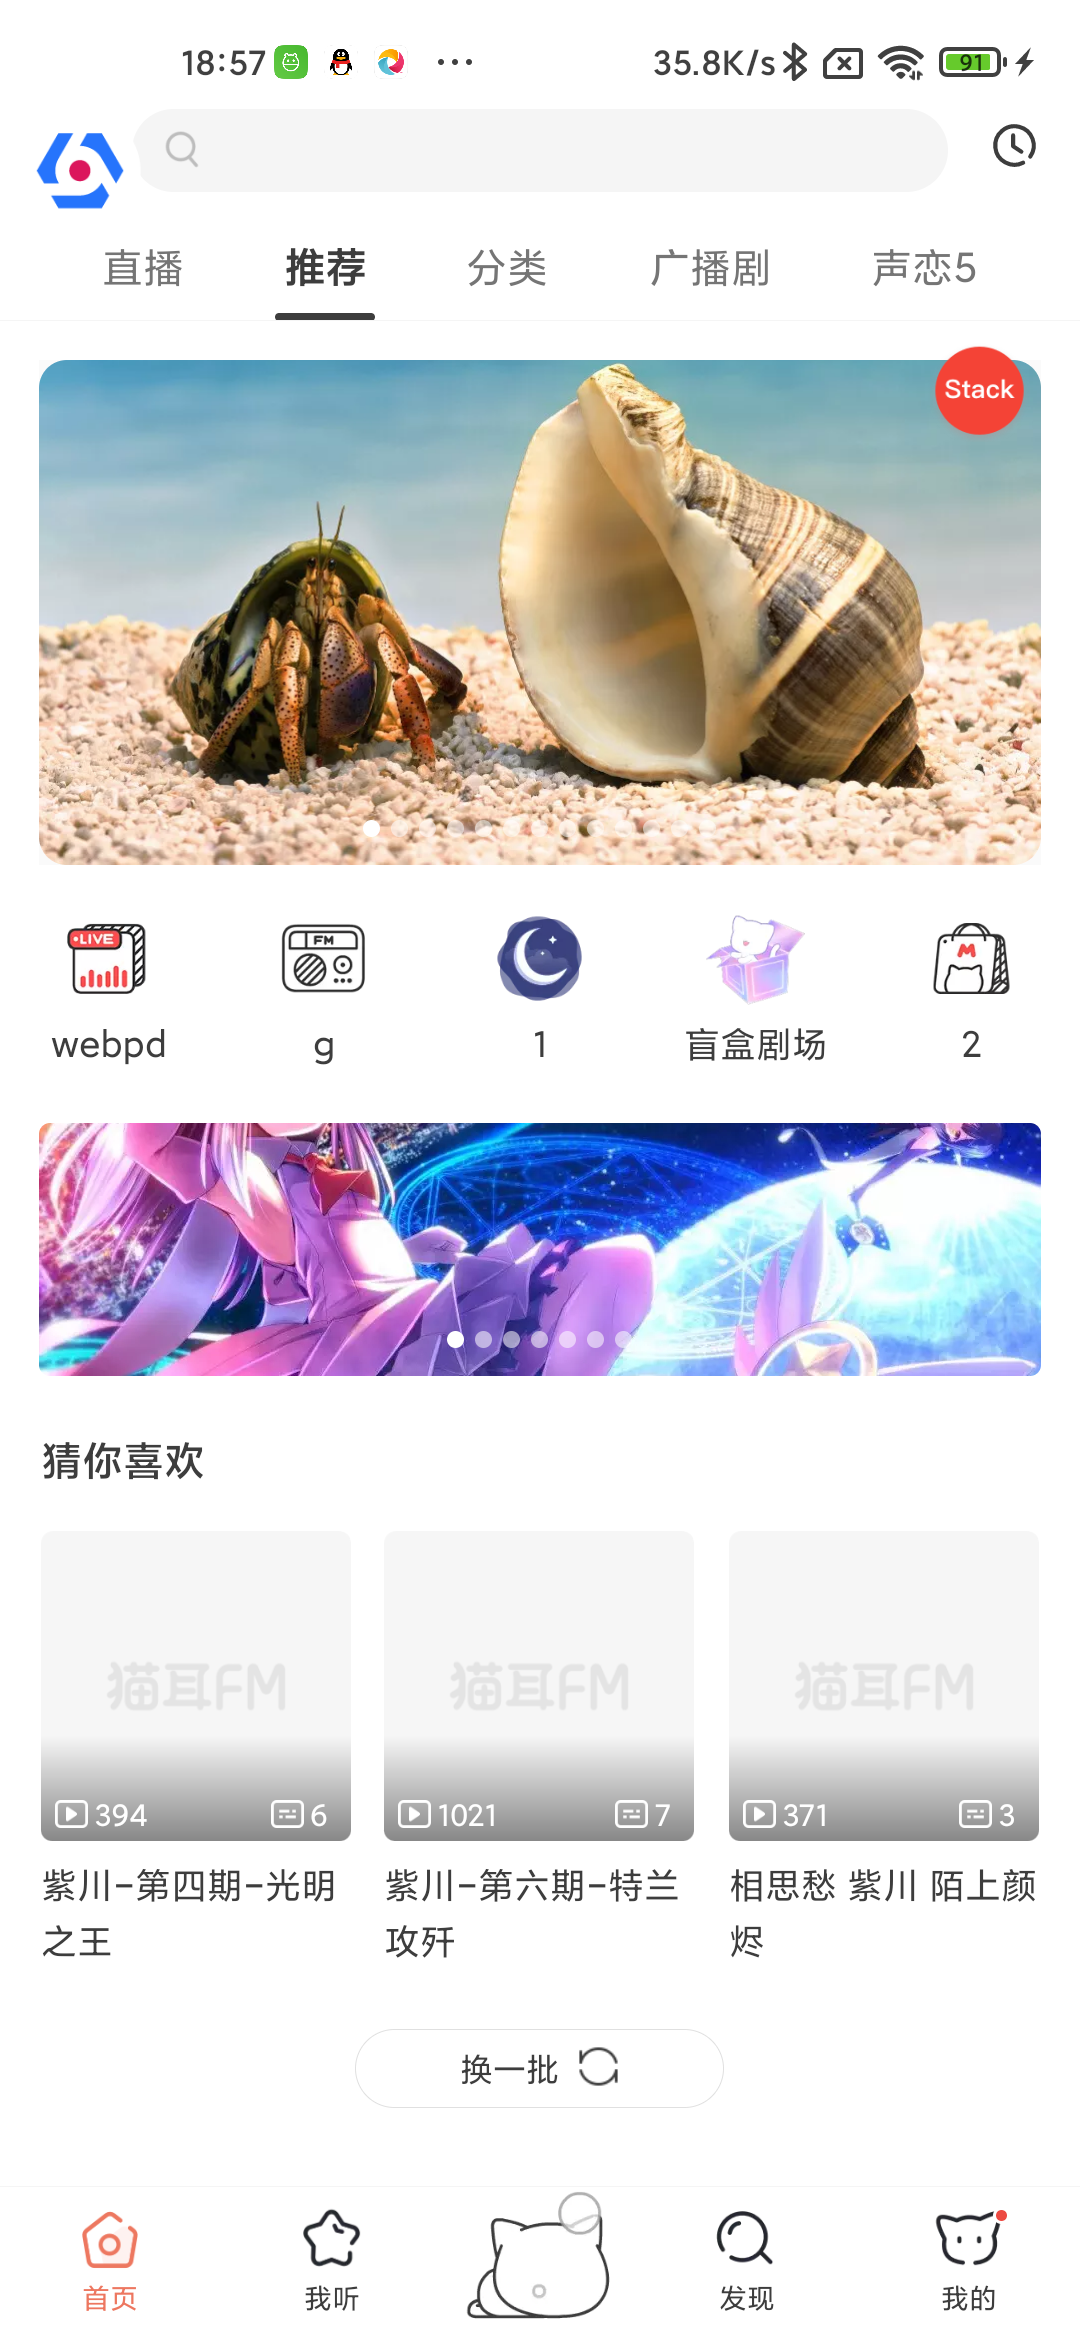 18:57
35.8K/s
91
直播 推荐 分类 广播剧 声恋5
Stack
LIVE
FM
M
webpd g 1 盲盒剧场 2
猜你喜欢
猫耳FM 猫耳FM 猫耳FM
394 6 1021 7 371 3
紫川-第四期-光明之王
紫川-第六期-特兰攻歼
相思愁 紫川 陌上颜烬
换一批
首页 我听 发现 我的